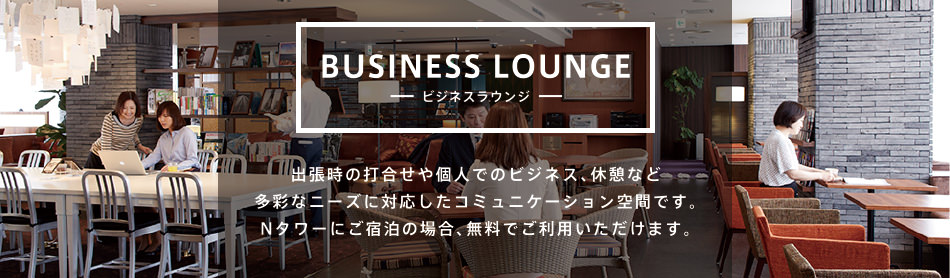 BUSINESS LOUNGE
ビジネスラウンジ
出張時の打合せや個人でのビジネス、休憩など
多彩なニーズに対応したコミュニケーション空間です。
Nタワーにご宿泊の場合、無料でご利用いただけます。